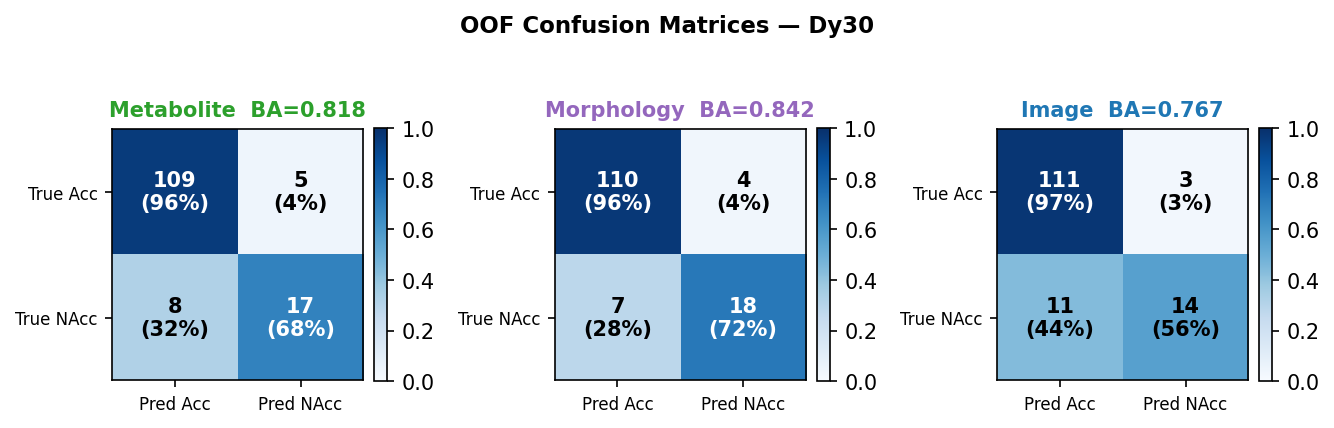 OOF Confusion Matrices — Dy30
Metabolite BA=0.818
True Acc
True NAcc
109
(96%)
5
(4%)
8
(32%)
17
(68%)
Pred Acc
Pred NAcc
1.0
0.8
0.6
0.4
0.2
0.0
Morphology BA=0.842
True Acc
True NAcc
110
(96%)
4
(4%)
7
(28%)
18
(72%)
Pred Acc
Pred NAcc
1.0
0.8
0.6
0.4
0.2
0.0
Image BA=0.767
True Acc
True NAcc
111
(97%)
3
(3%)
11
(44%)
14
(56%)
Pred Acc
Pred NAcc
1.0
0.8
0.6
0.4
0.2
0.0